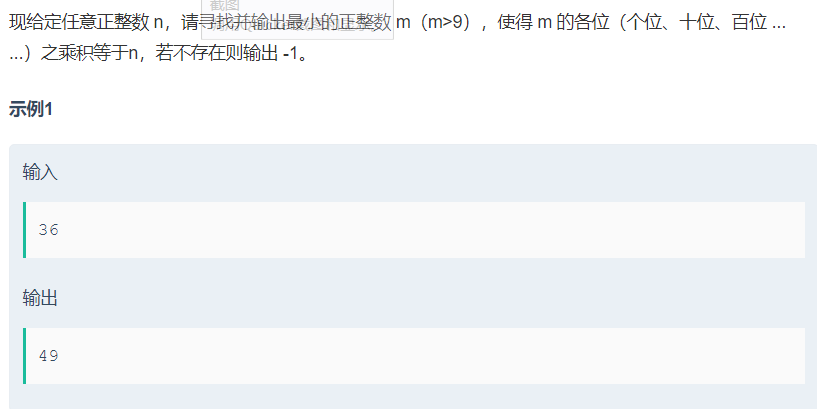 截图
现给定任意正整数 n，请寻找并输出最小的正整数 m（m>9），使得 m 的各位（个位、十位、百位 ...
...）之乘积等于n，若不存在则输出 -1。
示例1
输入
36
输出
49